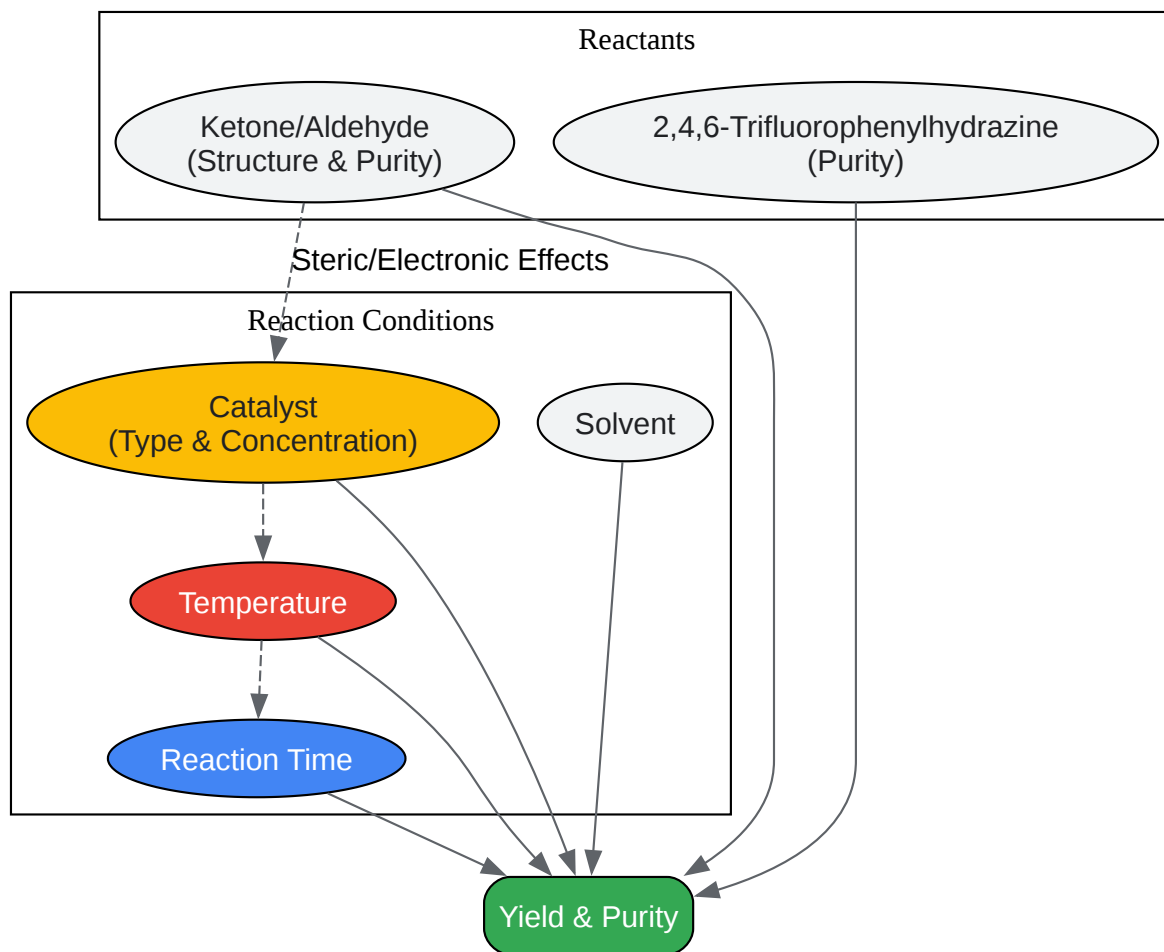 Reactants
Ketone/Aldehyde
(Structure & Purity)
2,4,6-Trifluorophenylhydrazine
(Purity)
Steric/Electronic Effects
Reaction Conditions
Catalyst
(Type & Concentration)
Solvent
Temperature
Reaction Time
Yield & Purity